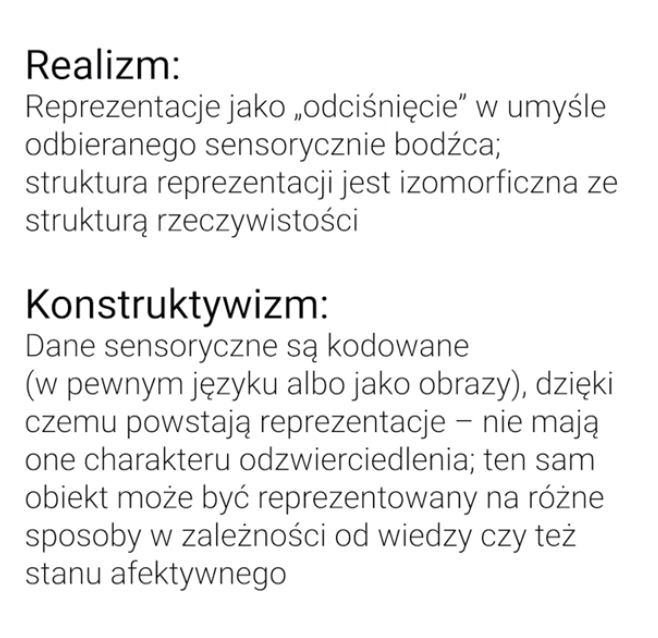 Realizm:
Reprezentacje jako „odciśnięcie” w umyśle
odbieranego sensorycznie bodźca;
struktura reprezentacji jest izomorficzna ze
strukturą rzeczywistości
Konstruktywizm:
Dane sensoryczne są kodowane
(w pewnym języku albo jako obrazy), dzięki
czemu powstają reprezentacje – nie mają
one charakteru odzwierciedlenia; ten sam
obiekt może być reprezentowany na różne
sposoby w zależności od wiedzy czy też
stanu afektywnego